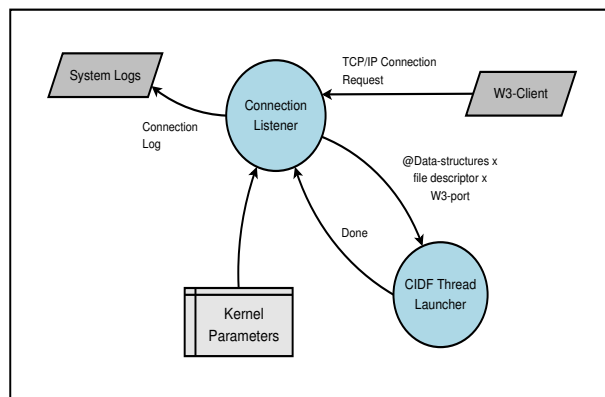 System Logs
TCP/IP Connection
Request
Connection
Listener
W3-Client
Connection
Log
@Data-structures x
file descriptor x
W3-port
Done
CIDF Thread
Launcher
Kernel
Parameters